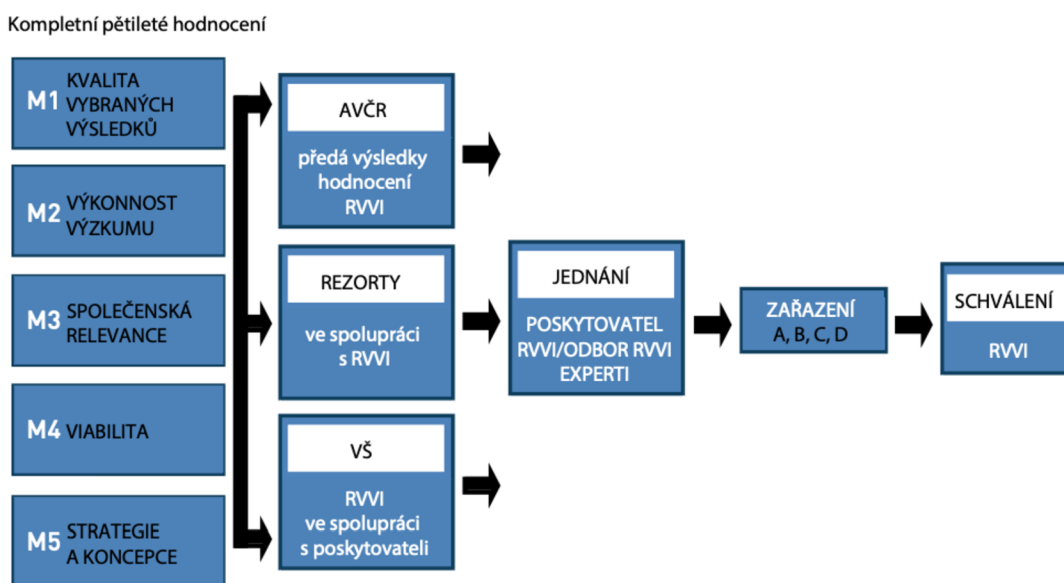 Kompletní pětileté hodnocení
M1 KVALITA
VYBRANÝCH
VÝSLEDKŮ
M2 VÝKONNOST
VÝZKUMU
M3 SPOLEČENSKÁ
RELEVANCE
M4 VIABILITA
M5 STRATEGIE
A KONCEPCE
AVČR
předá výsledky
hodnocení
RVVI
REZORTY
ve spolupráci
s RVVI
VŠ
RVVI
ve spolupráci
s poskytovateli
JEDNÁNÍ
POSKYTOVATEL
RVVI/ODBOR RVVI
EXPERTI
ZAŘAZENÍ
A, B, C, D
SCHVÁLENÍ
RVVI